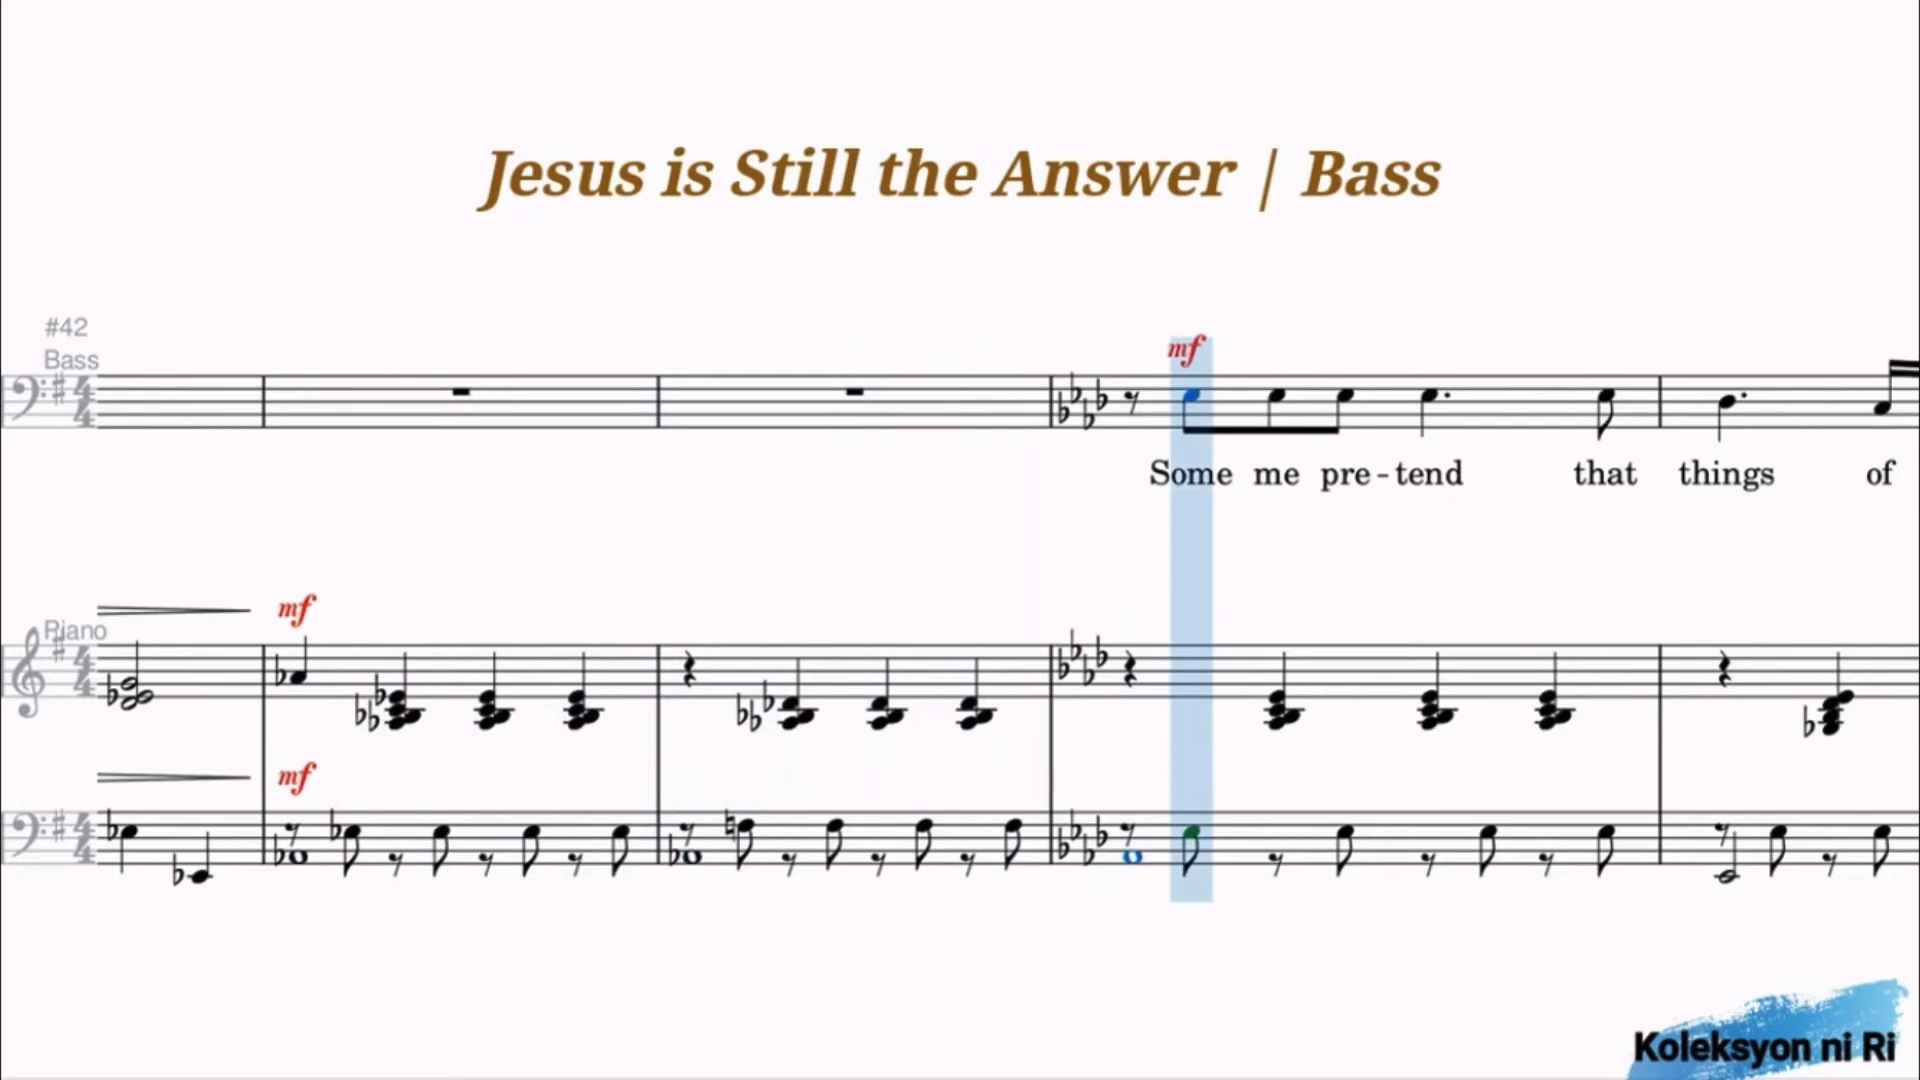 Jesus is Still the Answer | Bass
#42
Bass
mf
Some me pre-tend that things of
mf
Piano
mf
Koleksyon ni Ri